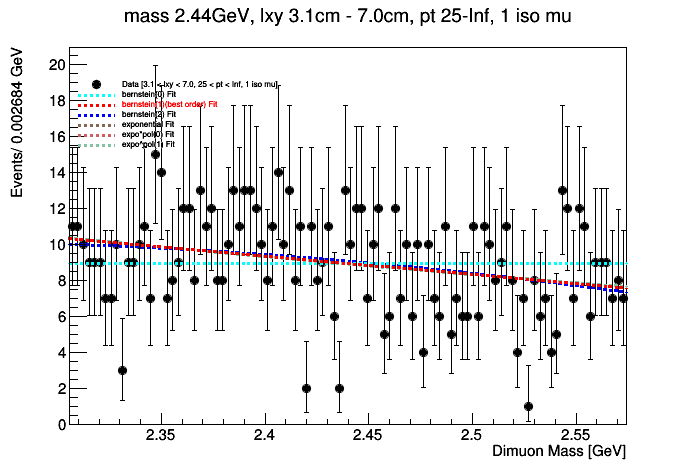 mass 2.44GeV, lxy 3.1cm - 7.0cm, pt 25-Inf, 1 iso mu
Events/ 0.002684 GeV
20
18
16
14
12
10
8
6
4
2
0
Data [3.1 < lxy < 7.0, 25 < pt < Inf, 1 iso mu]
bernstein(0) Fit
bernstein(1)(best order) Fit
bernstein(2) Fit
exponential Fit
expo*pol(0) Fit
expo*pol(1) Fit
2.35
2.4
2.45
2.5
2.55
Dimuon Mass [GeV]